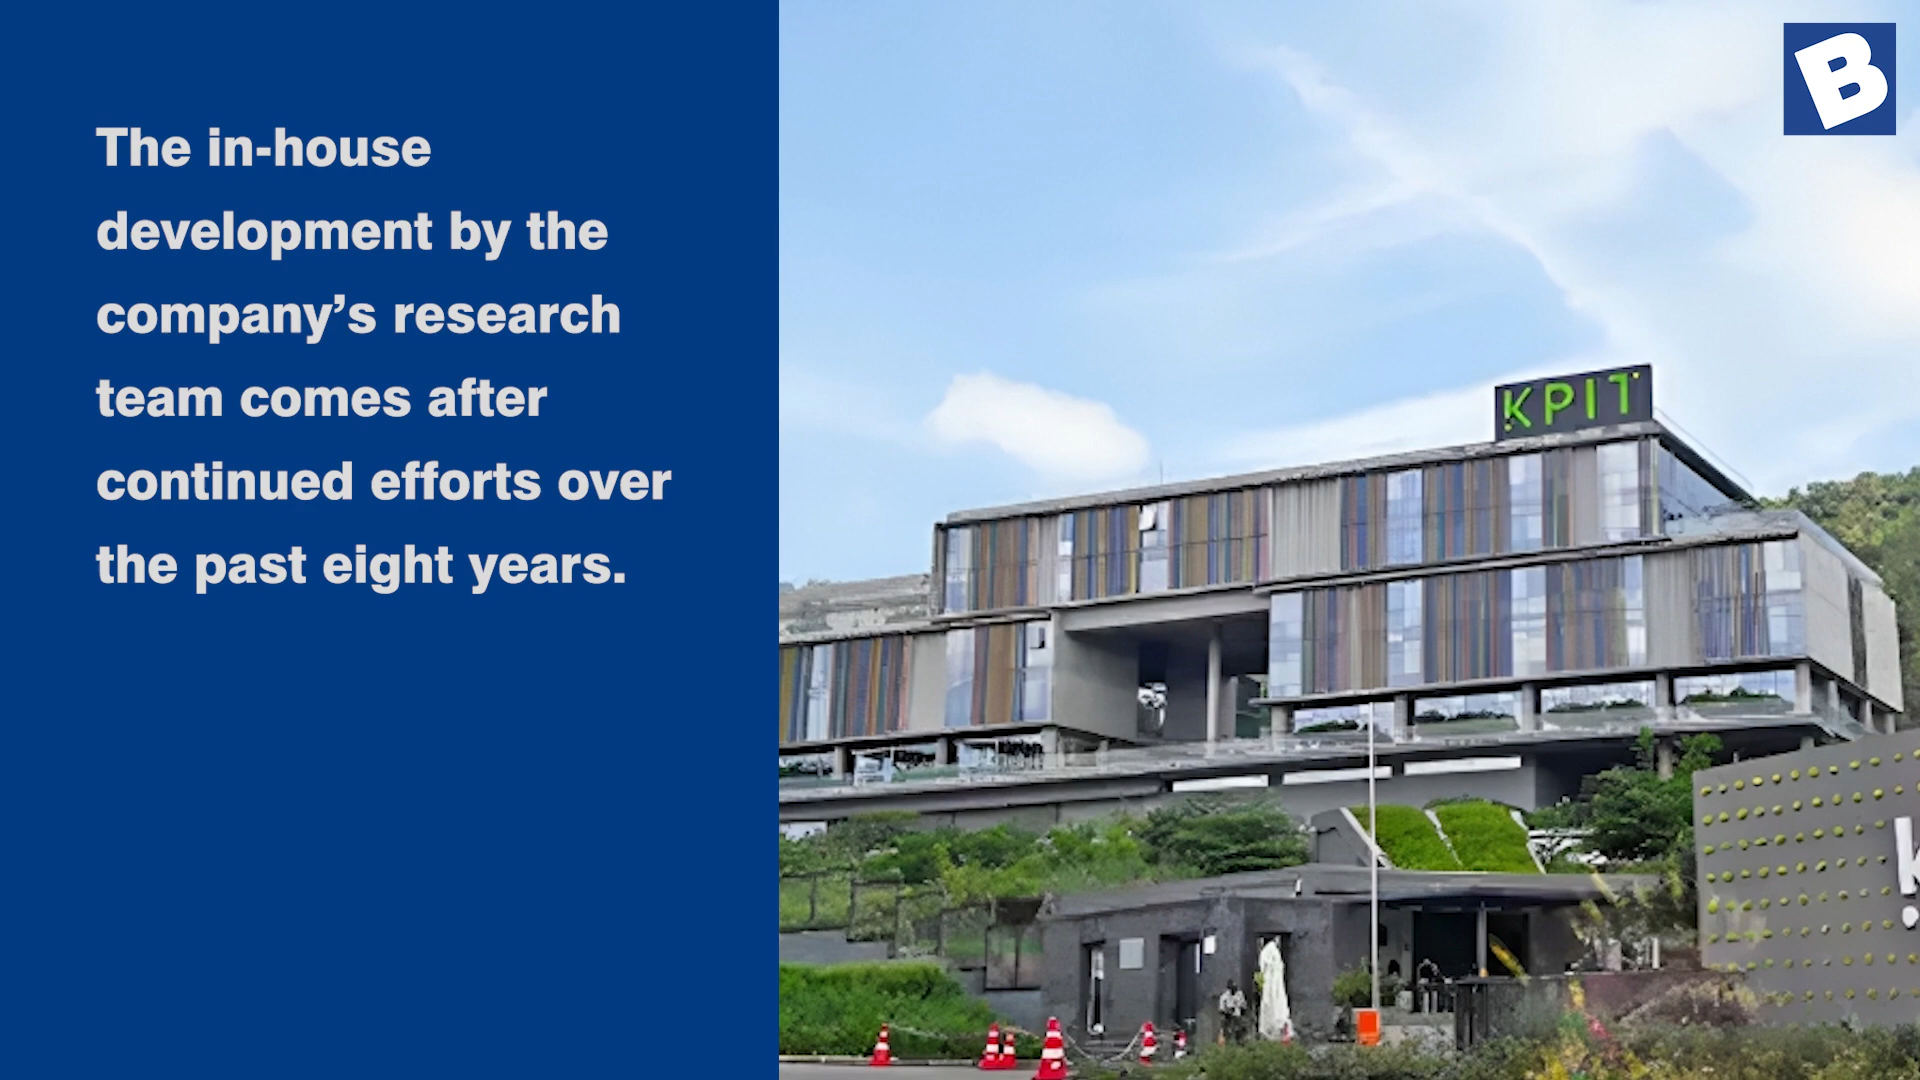 The in-house
development by the
company’s research
team comes after
continued efforts over
the past eight years.
B
KPIT